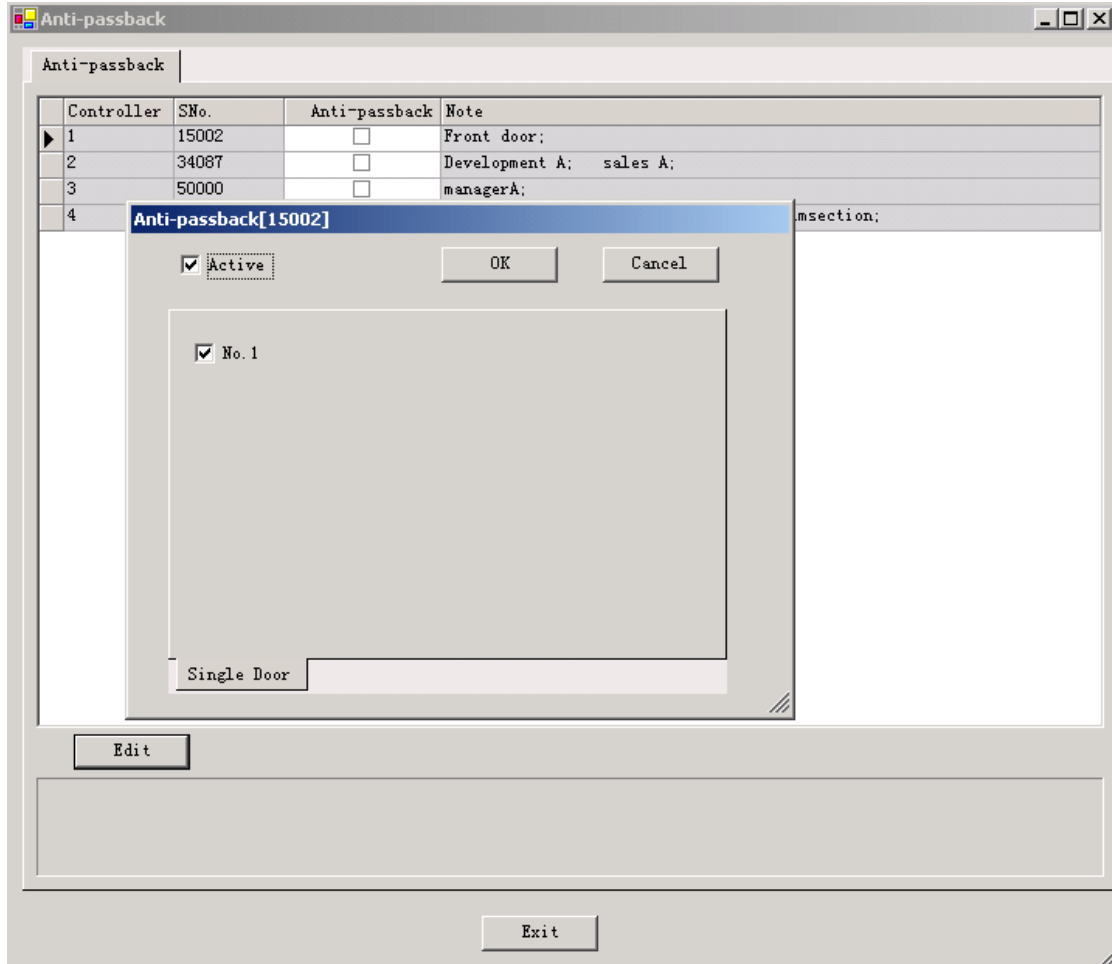 Anti-passback
Anti-passback
Controller SNo. Anti-passback Note
1 15002 Front door;
2 34087 Development A; sales A;
3 50000 managerA;
4 msection;
Anti-passback[15002]
Active OK Cancel
No.1
Single Door
Edit
Exit